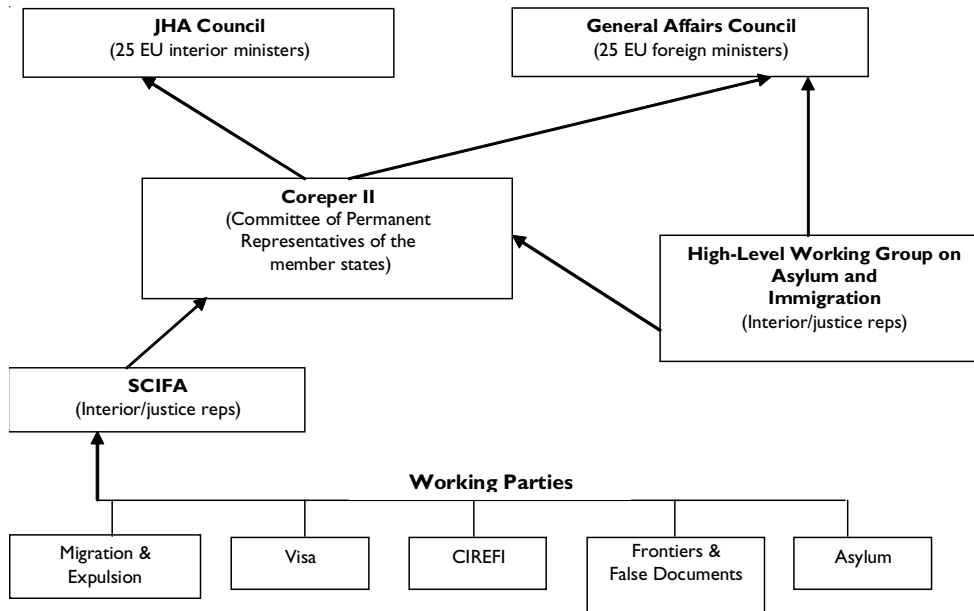 JHA Council
(25 EU interior ministers)
General Affairs Council
(25 EU foreign ministers)
Coreper II
(Committee of Permanent
Representatives of the
member states)
High-Level Working Group on
Asylum and
Immigration
(Interior/justice reps)
SCIFA
(Interior/justice reps)
Working Parties
Migration &
Expulsion
Visa
CIREFI
Frontiers &
False Documents
Asylum